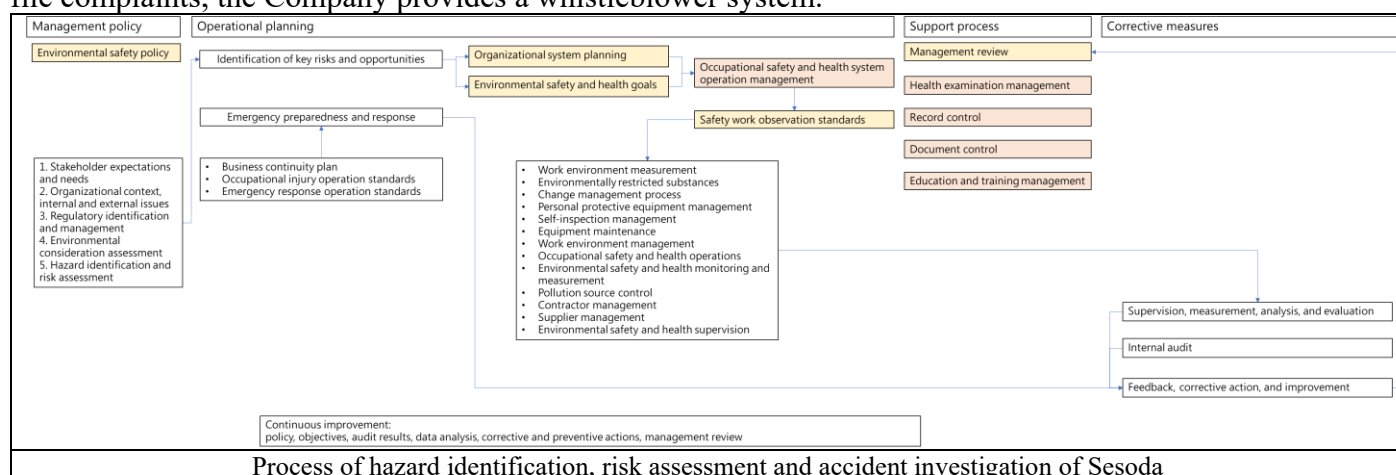 file complaints, the Company provides a whistleblower system.
Management policy
Operational planning
Support process
Corrective measures
Environmental safety policy
Identification of key risks and opportunities
Organizational system planning
Environmental safety and health goals
Occupational safety and health system
operation management
Management review
Health examination management
Emergency preparedness and response
Safety work observation standards
Record control
Document control
Education and training management
1. Stakeholder expectations
and needs
2. Organizational context,
internal and external issues
3. Regulatory identification
and management
4. Environmental
consideration assessment
5. Hazard identification and
risk assessment
• Business continuity plan
• Occupational injury operation standards
• Emergency response operation standards
• Work environment measurement
• Environmentally restricted substances
• Change management process
• Personal protective equipment management
• Self-inspection management
• Equipment maintenance
• Work environment management
• Occupational safety and health operations
• Environmental safety and health monitoring and
measurement
• Pollution source control
• Contractor management
• Supplier management
• Environmental safety and health supervision
Supervision, measurement, analysis, and evaluation
Internal audit
Feedback, corrective action, and improvement
Continuous improvement:
policy, objectives, audit results, data analysis, corrective and preventive actions, management review
Process of hazard identification, risk assessment and accident investigation of Sesoda